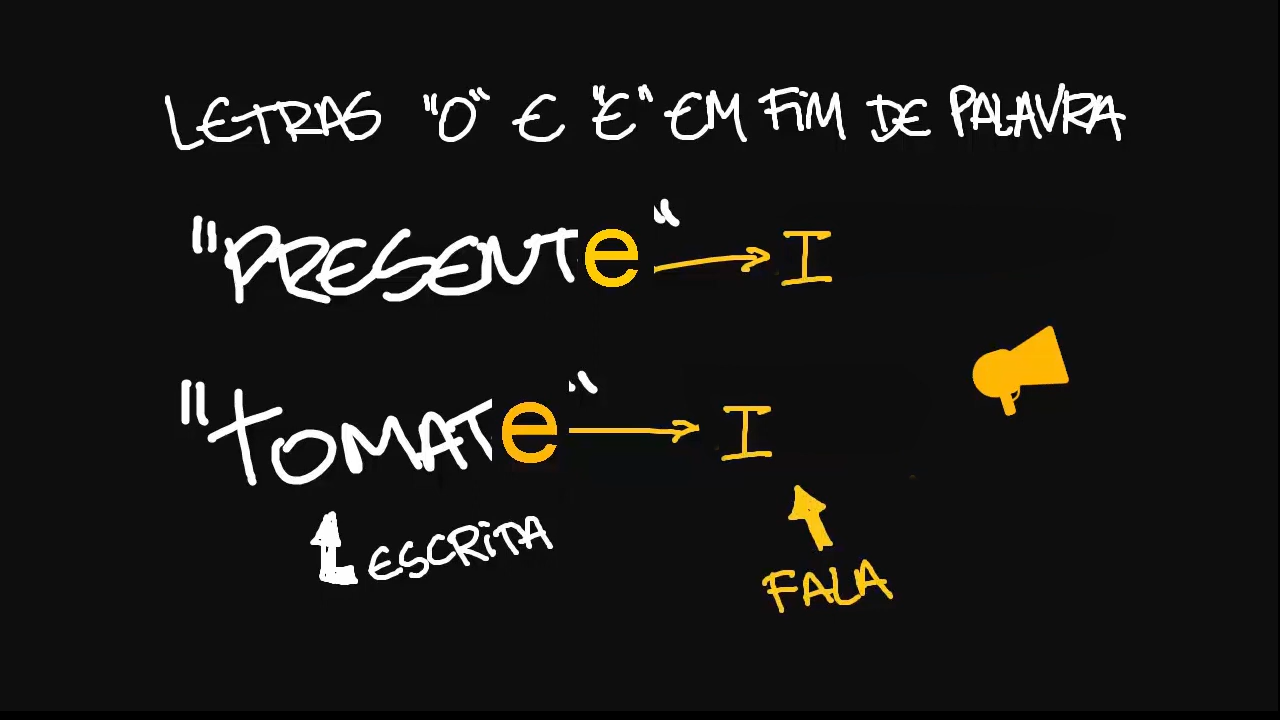 LETRAS "O" E "E" EM FIM DE PALAVRA
"PRESENTe" → I
"TOMATe" → I
ESCRITA
FALA